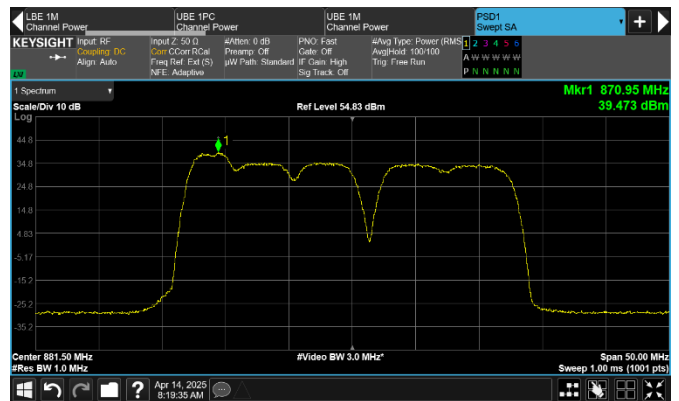 LBE 1M
Channel Power
UBE 1PC
Channel Power
UBE 1M
Channel Power
PSD1
Swept SA
KEYSIGHT
Input: RF
Coupling: DC
Align: Auto
Input Z: 50 Ω
Corr CCorr RCal
Freq Ref: Ext (S)
NFE: Adaptive
#Atten: 0 dB
Preamp: Off
µW Path: Standard
PNO: Fast
Gate: Off
IF Gain: High
Sig Track: Off
#Avg Type: Power (RMS)
Avg|Hold: 100/100
Trig: Free Run
1 2 3 4 5 6
A W W W W W
P N N N N N
LM
1 Spectrum
Scale/Div 10 dB
Log
Ref Level 54.83 dBm
Mkr1 870.95 MHz
39.473 dBm
1
44.8
34.8
24.8
14.8
4.83
-5.17
-15.2
-25.2
-35.2
Center 881.50 MHz
#Res BW 1.0 MHz
#Video BW 3.0 MHz*
Span 50.00 MHz
Sweep 1.00 ms (1001 pts)
?
Apr 14, 2025
8:19:35 AM